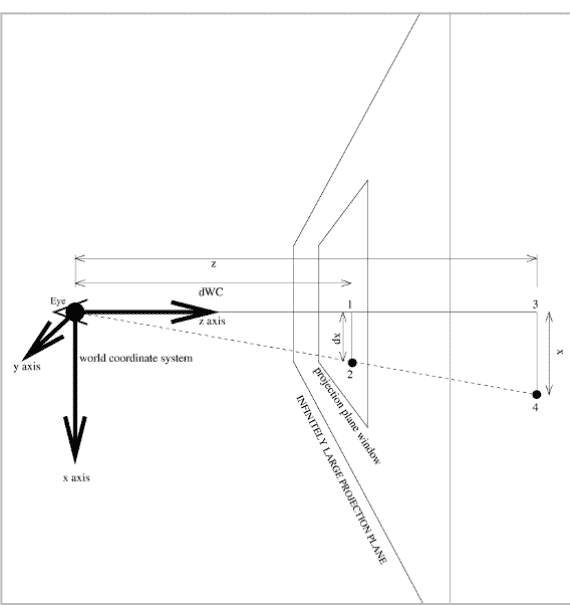 z
dWC
Eye
1
3
z axis
dx
x
y axis
world coordinate system
2
4
projection plane window
INFINITELY LARGE PROJECTION PLANE
x axis